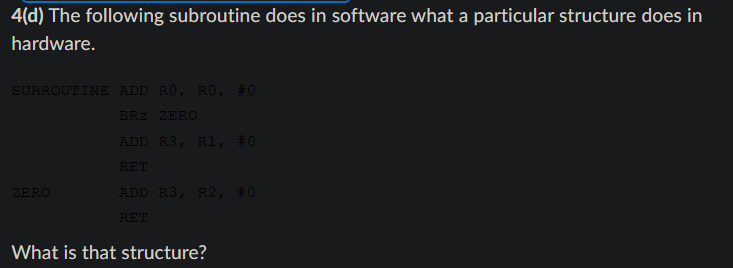 4(d) The following subroutine does in software what a particular structure does in
hardware.
SUBROUTINE ADD R0, R0, #0
BRz ZERO
ADD R3, R1, #0
RET
ZERO ADD R3, R2, #0
RET
What is that structure?